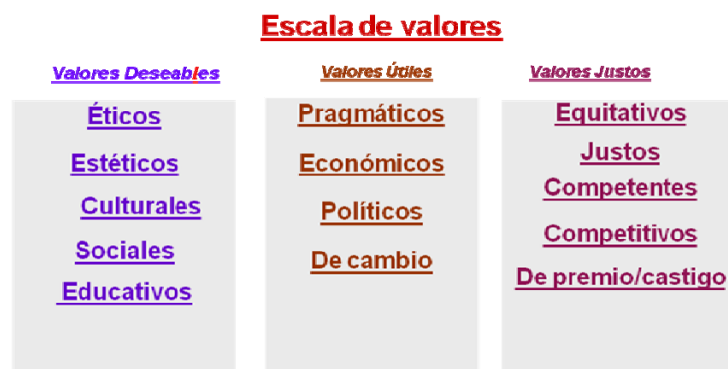 Escala de valores
Valores Deseables
Éticos
Estéticos
Culturales
Sociales
Educativos
Valores Útiles
Pragmáticos
Económicos
Políticos
De cambio
Valores Justos
Equitativos
Justos
Competentes
Competitivos
De premio/castigo